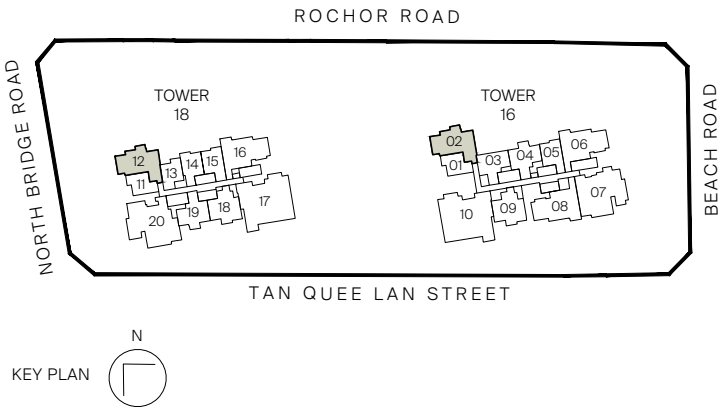 ROCHOR ROAD
NORTH BRIDGE ROAD
BEACH ROAD
TOWER
18
12
13
14
15
16
11
20
19
18
17
TOWER
16
02
01
03
04
05
06
10
09
08
07
TAN QUEE LAN STREET
N
KEY PLAN